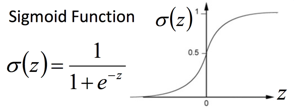 Sigmoid Function
σ(z) = 1 / (1 + e^{-z})
σ(z)
1
0.5
0
z